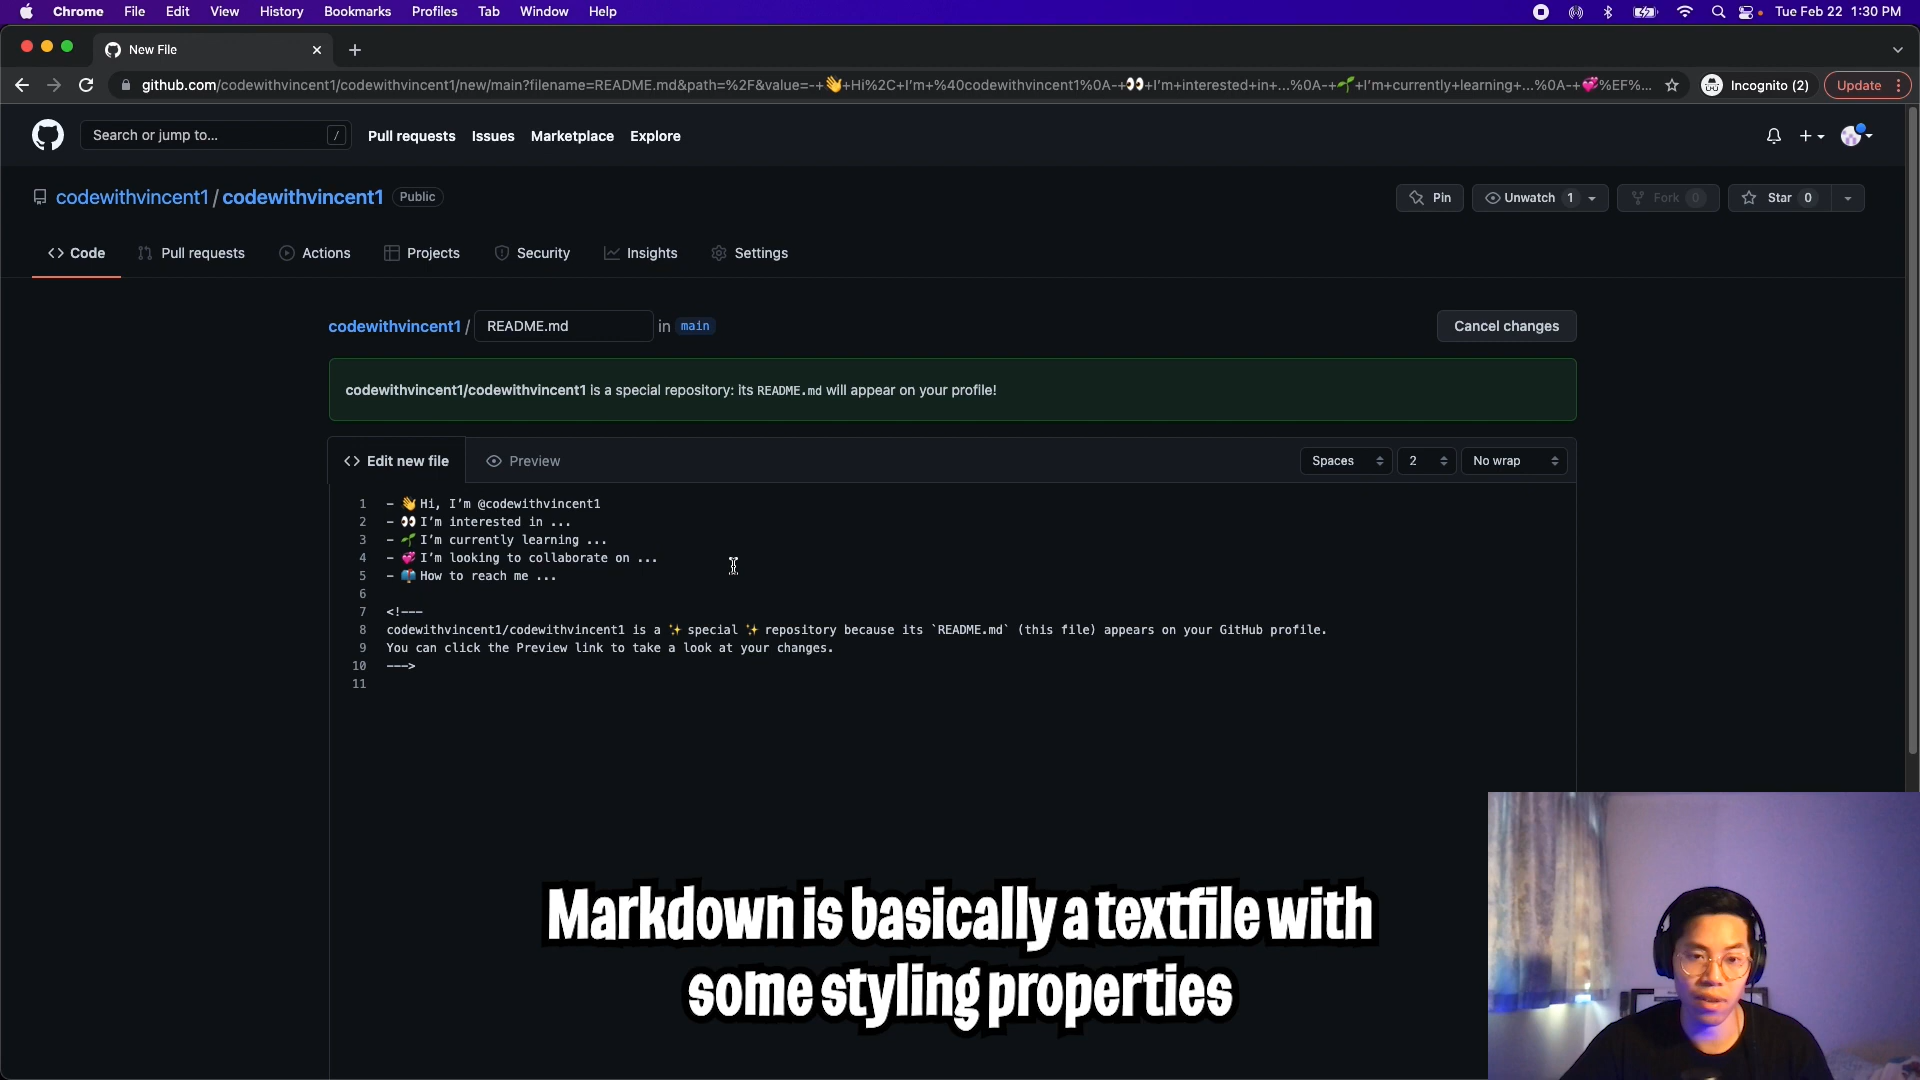 Chrome File Edit View History Bookmarks Profiles Tab Window Help Tue Feb 22 1:30 PM
New File
github.com/codewithvincent1/codewithvincent1/new/main?filename=README.md&path=%2F&value=-+👋+Hi%2C+I'm+%40codewithvincent1%0A-+👀+I'm+interested+in+...%0A-+🌱+I'm+currently+learning+...%0A-+💞️%EF%... Incognito (2) Update
Search or jump to... / Pull requests Issues Marketplace Explore
codewithvincent1/codewithvincent1 Public Pin Unwatch 1 Fork 0 Star 0
<> Code Pull requests Actions Projects Security Insights Settings
codewithvincent1 / README.md in main Cancel changes
codewithvincent1/codewithvincent1 is a special repository: its README.md will appear on your profile!
<> Edit new file Preview Spaces 2 No wrap
1 - 👋 Hi, I'm @codewithvincent1
2 - 👀 I'm interested in ...
3 - 🌱 I'm currently learning ...
4 - 💞️ I'm looking to collaborate on ...
5 - 📫 How to reach me ...
6
7 <!---
8 codewithvincent1/codewithvincent1 is a ✨ special ✨ repository because its `README.md` (this file) appears on your GitHub profile.
9 You can click the Preview link to take a look at your changes.
10 --->
11
Markdown is basically a textfile with
some styling properties